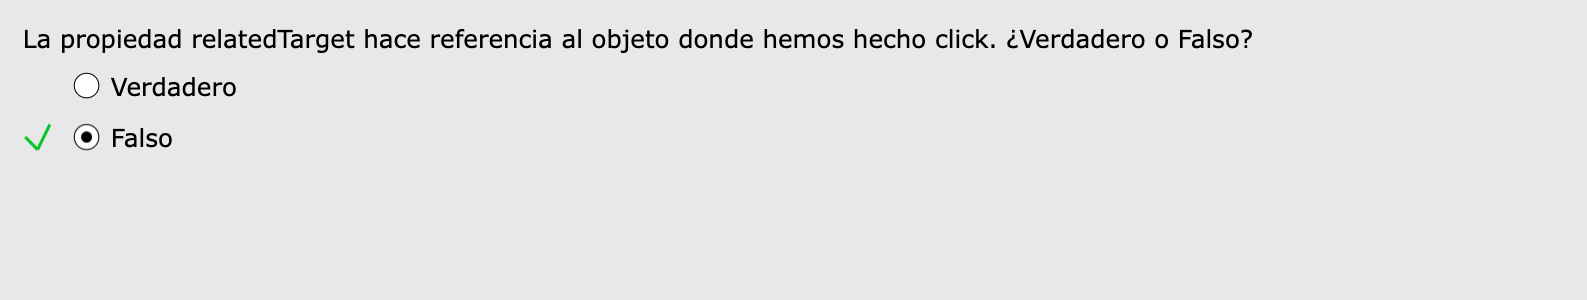 La propiedad relatedTarget hace referencia al objeto donde hemos hecho click. ¿Verdadero o Falso?
Verdadero
Falso